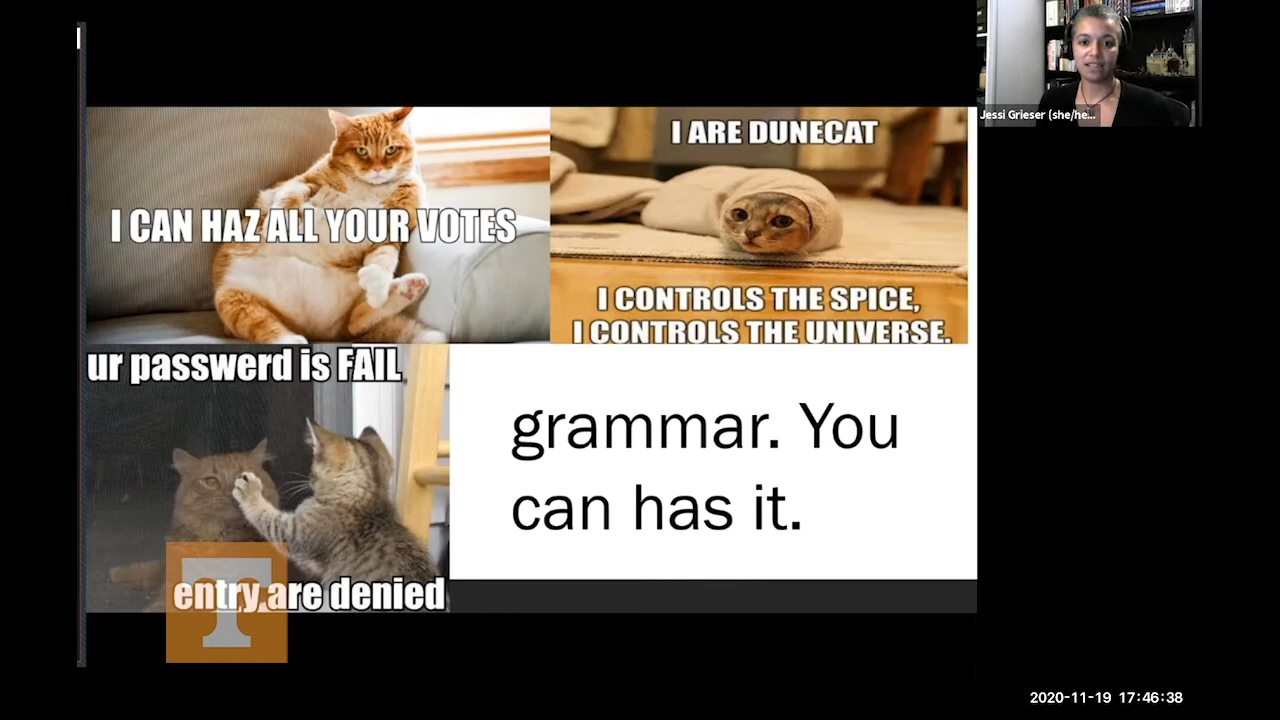 Jessi Grieser (she/he...
I CAN HAZ ALL YOUR VOTES
I ARE DUNECAT
I CONTROLS THE SPICE,
I CONTROLS THE UNIVERSE.
ur passwerd is FAIL
entry are denied
grammar. You
can has it.
T
2020-11-19 17:46:38